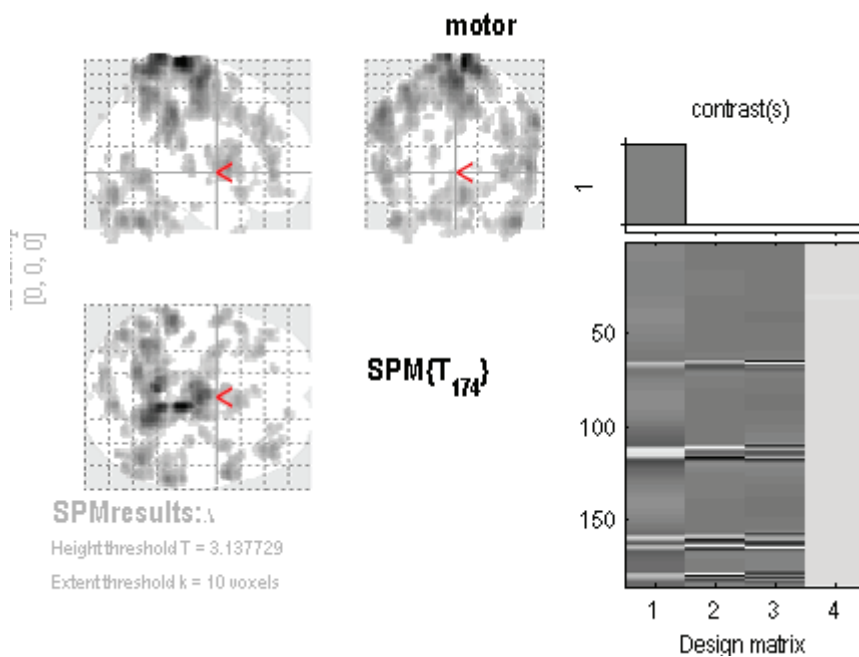 motor
contrast(s)
1
[0, 0, 0]
SPM{T174}
50
100
150
SPMresults:.\
Height threshold T = 3.137729
Extent threshold k = 10 voxels
1 2 3 4
Design matrix